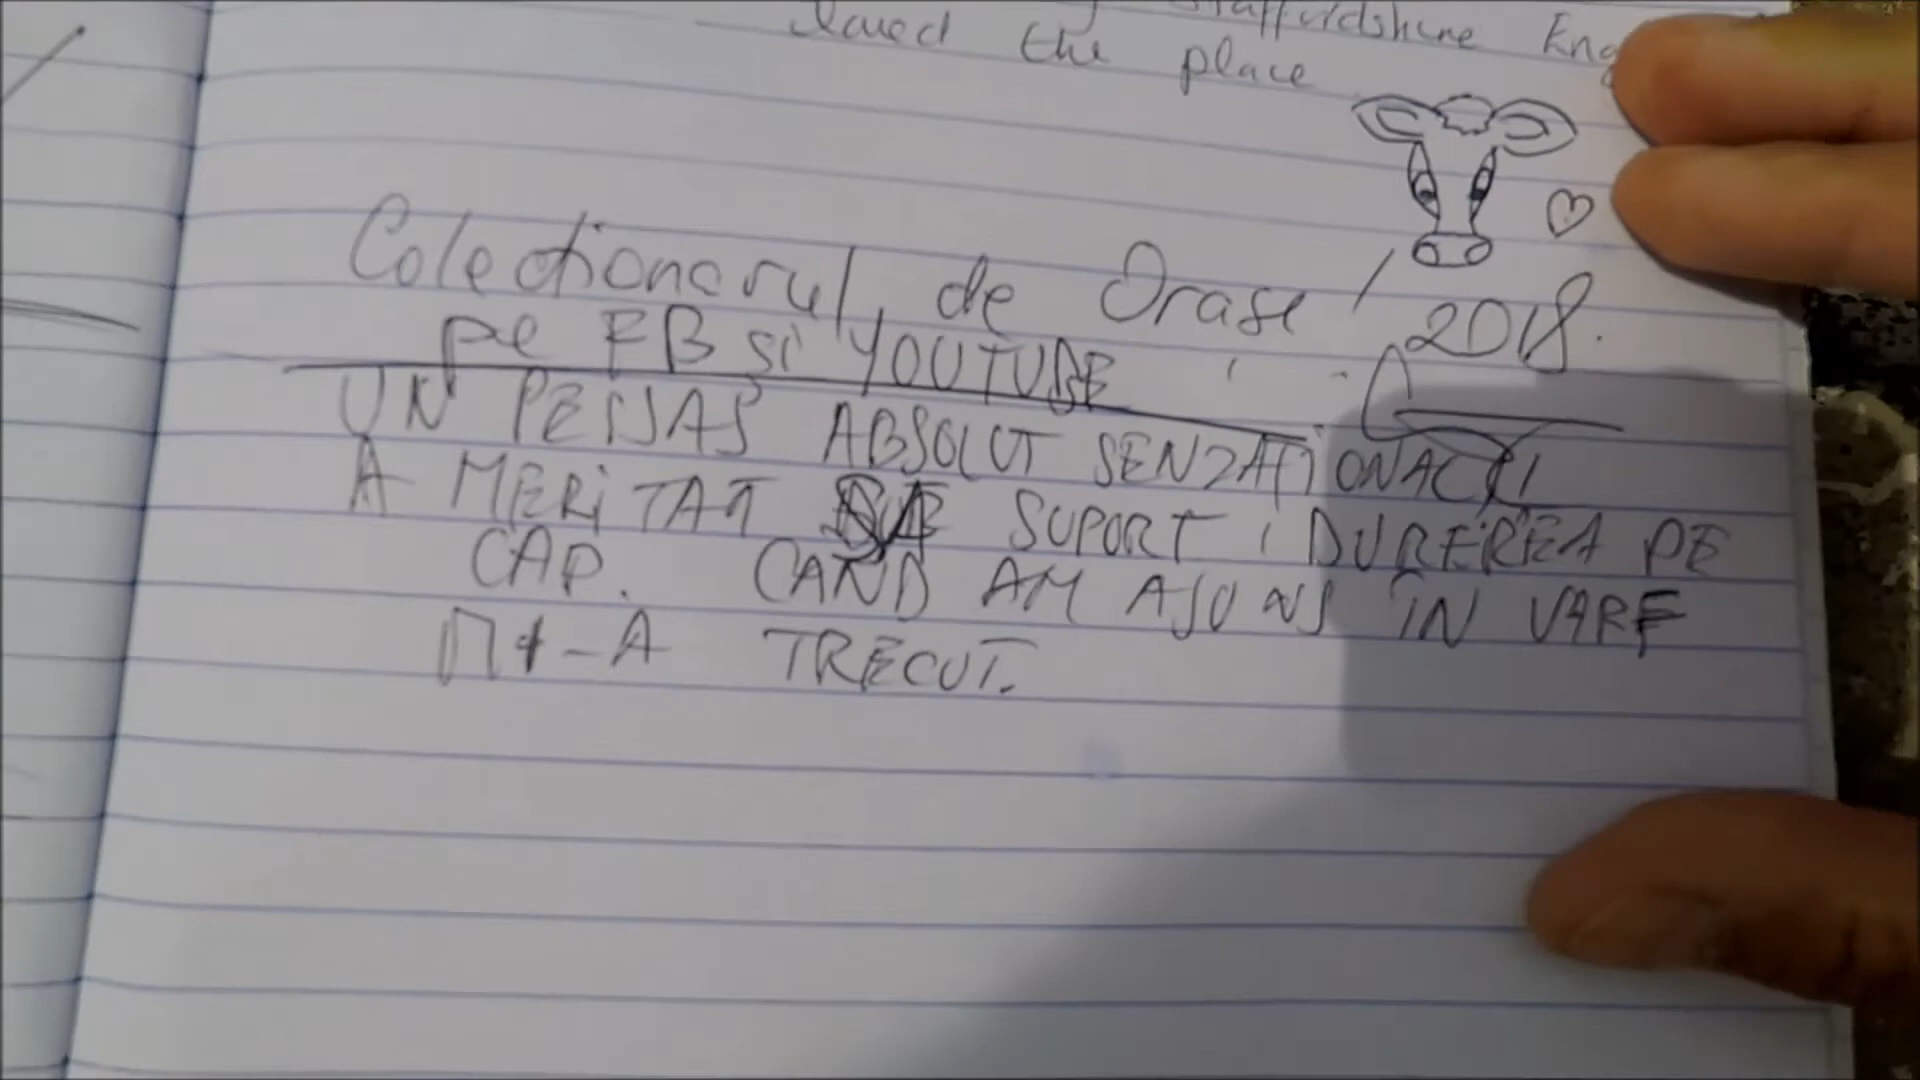 Staffordshire Eng
loved the place
Colectionarul de Orase! 2018.
pe FB si YOUTUBE
UN PEISAJ ABSOLUT SENZATIONAL SI
A MERITAT SUPORT DUREREA PE
CAP. CAND AM AJUNS IN VARF
MI-A TRECUT.